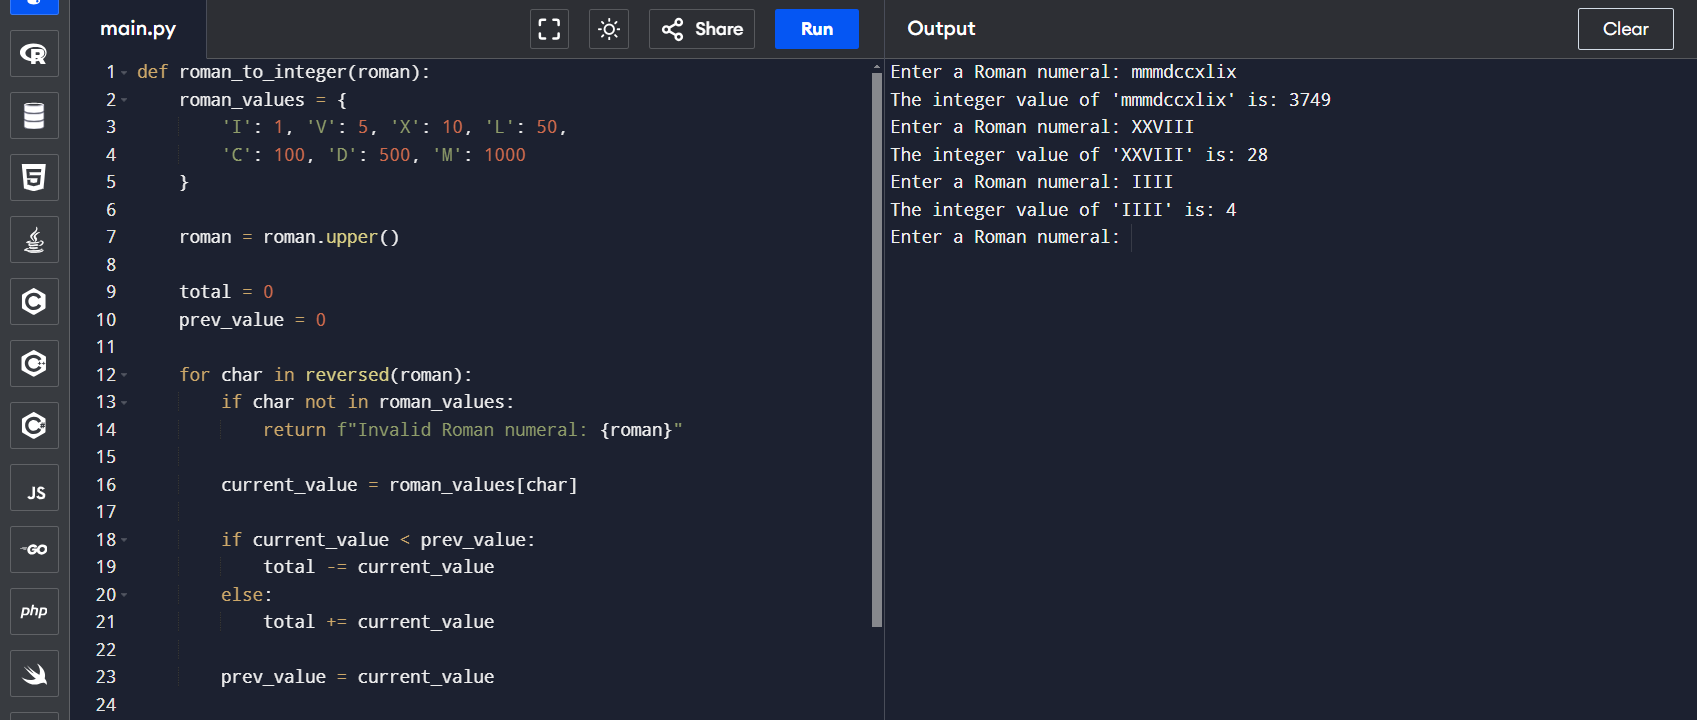 main.py
Share
Run
Output
Clear
1 def roman_to_integer(roman):
2     roman_values = {
3         'I': 1, 'V': 5, 'X': 10, 'L': 50,
4         'C': 100, 'D': 500, 'M': 1000
5     }
6
7     roman = roman.upper()
8
9     total = 0
10     prev_value = 0
11
12     for char in reversed(roman):
13         if char not in roman_values:
14             return f"Invalid Roman numeral: {roman}"
15
16         current_value = roman_values[char]
17
18         if current_value < prev_value:
19             total -= current_value
20         else:
21             total += current_value
22
23         prev_value = current_value
24
Enter a Roman numeral: mmmdccxlix
The integer value of 'mmmdccxlix' is: 3749
Enter a Roman numeral: XXVIII
The integer value of 'XXVIII' is: 28
Enter a Roman numeral: IIII
The integer value of 'IIII' is: 4
Enter a Roman numeral:
R
5
C
C
C
JS
GO
php